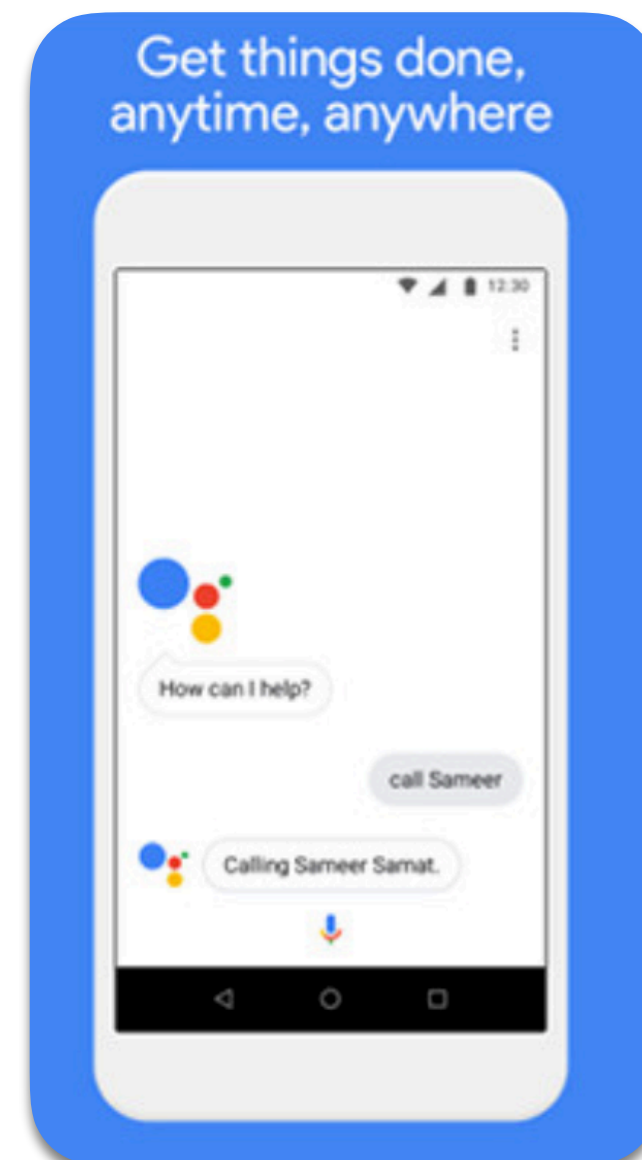 Get things done,
anytime, anywhere
12:30
How can I help?
call Sameer
Calling Sameer Samat.